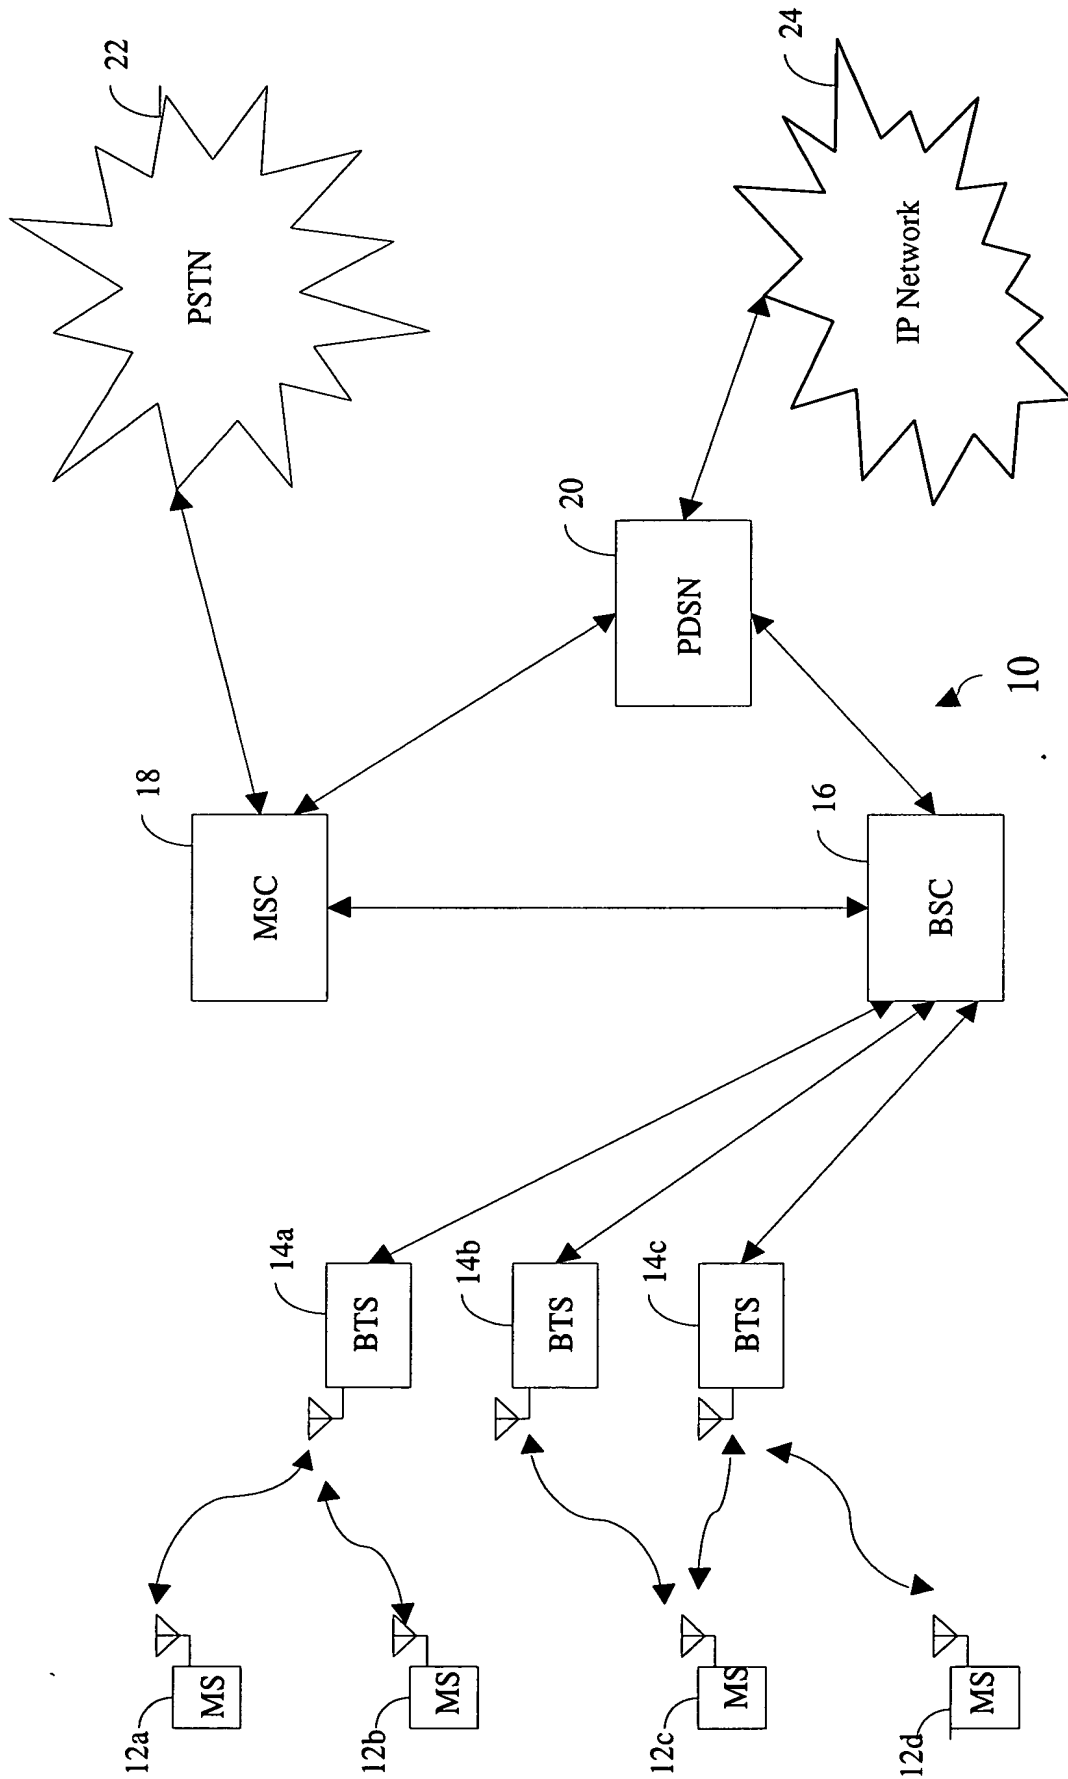 12a
MS
12b
MS
12c
MS
12d
MS
14a
BTS
14b
BTS
14c
BTS
18
MSC
16
BSC
20
PDSN
10
22
PSTN
24
IP Network